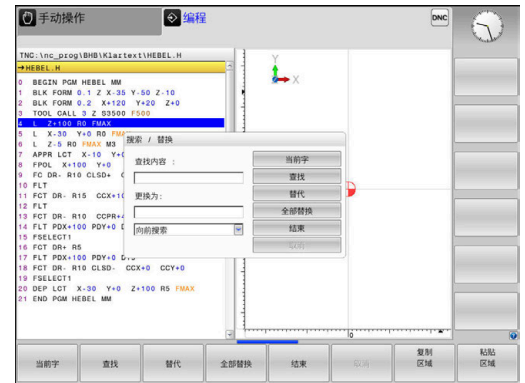 手动操作
编程
DNC
TNC:\nc_prog\BHB\Klartext\HEBEL.H
→HEBEL.H
0 BEGIN PGM HEBEL MM
1 BLK FORM 0.1 Z X-35 Y-50 Z-10
2 BLK FORM 0.2 X+120 Y+20 Z+0
3 TOOL CALL 3 Z S3500 F500
4 L Z+100 R0 FMAX
5 L X-30 Y+0 R0 FMA
6 L Z-5 R0 FMAX M3
7 APPR LCT X-10 Y+
8 FPOL X+100 Y+0
9 FC DR- R10 CLSD+
10 FLT
11 FCT DR- R15 CCX+10
12 FLT
13 FCT DR- R10 CCPR+
14 FLT PDX+100 PDY+0 D
15 FSELECT1
16 FCT DR+ R5
17 FLT PDX+100 PDY+0
18 FCT DR- R10 CLSD- CCX+0 CCY+0
19 FSELECT1
20 DEP LCT X-30 Y+0 Z+100 R5 FMAX
21 END PGM HEBEL MM
Y
X
0
搜索 / 替换
查找内容 :
更换为:
向前搜索
当前字
查找
替代
全部替换
结束
取消
当前字
查找
替代
全部替换
结束
取消
复制
区域
粘贴
区域